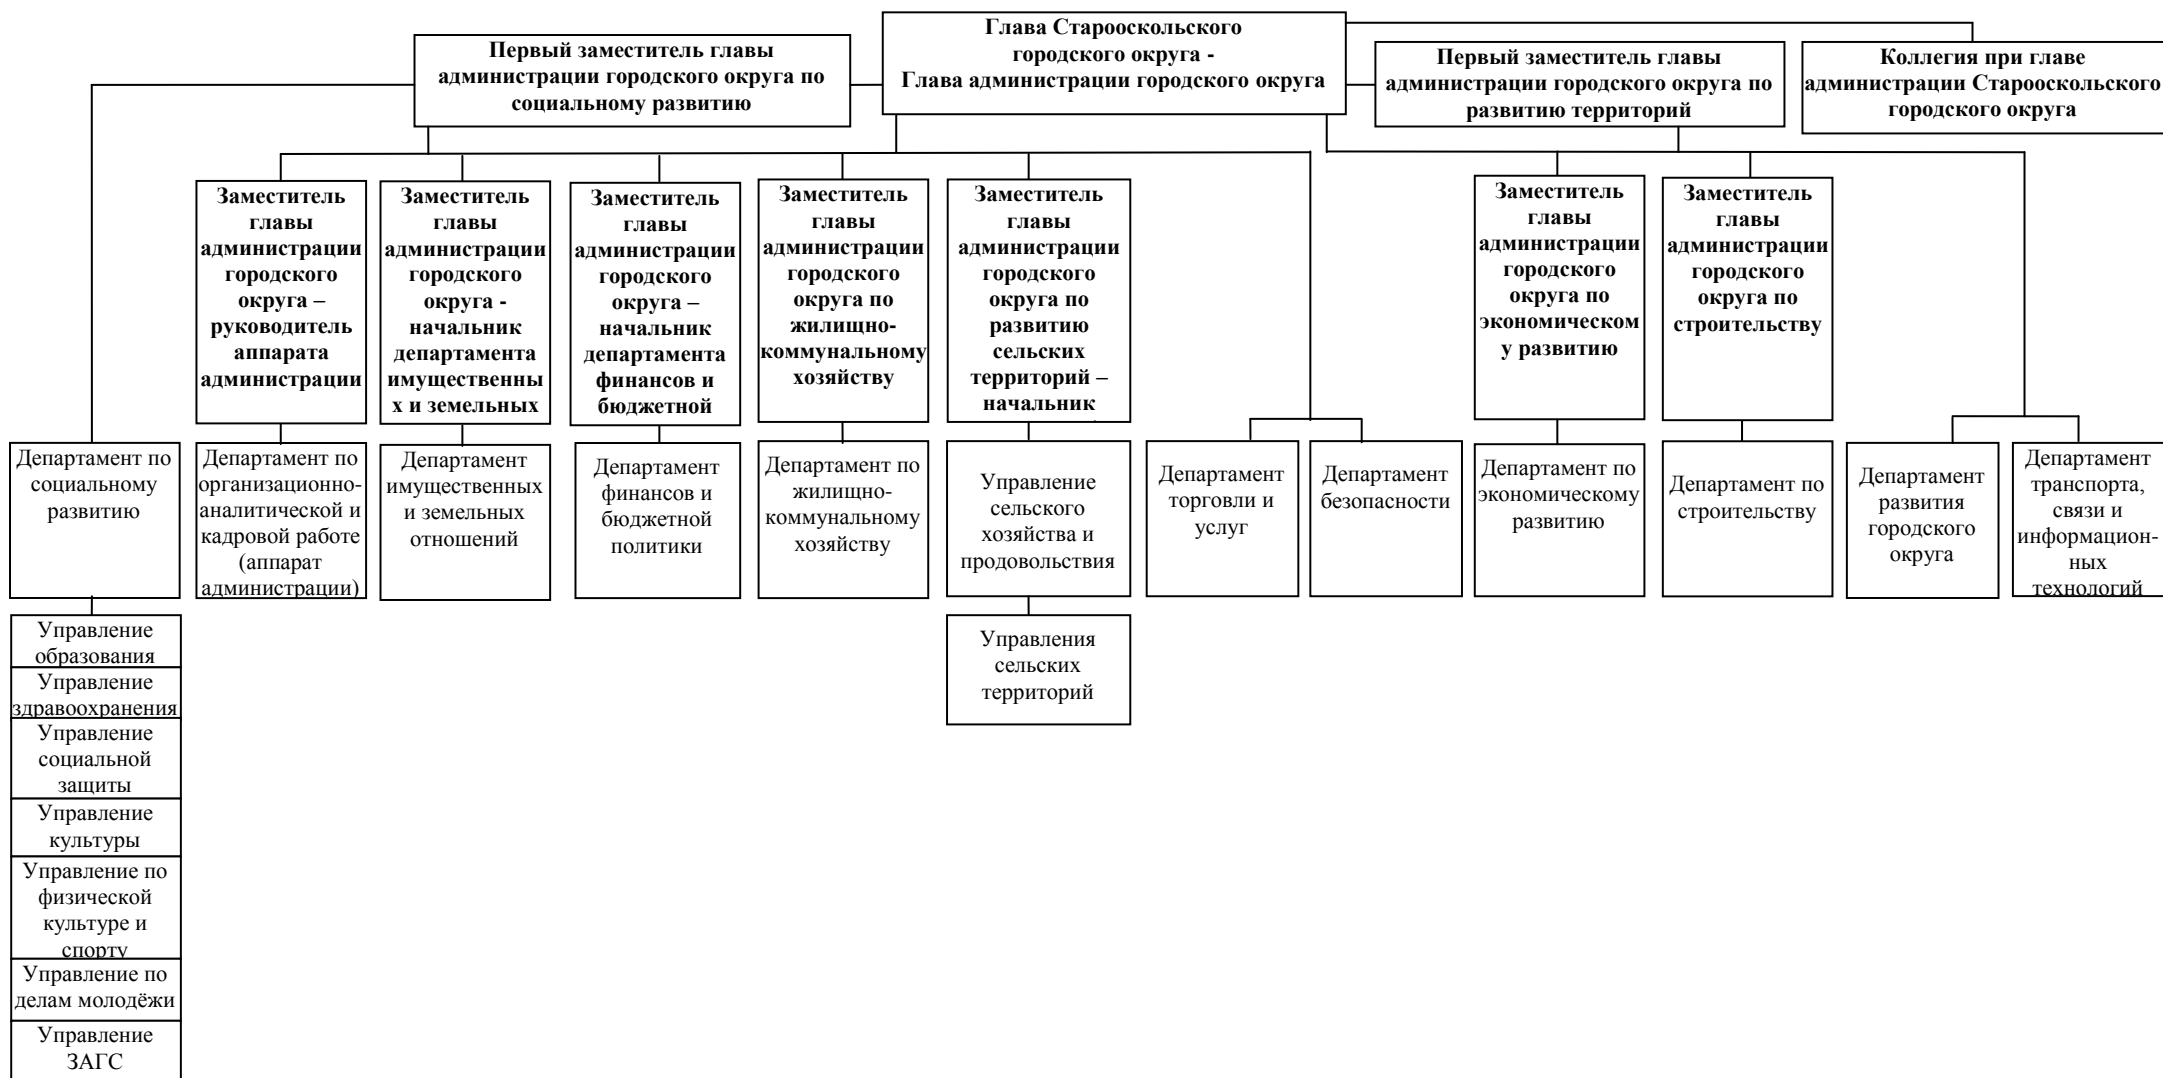 Глава Старооскольского
городского округа -
Глава администрации городского округа
Первый заместитель главы
администрации городского округа по
социальному развитию
Первый заместитель главы
администрации городского округа по
развитию территорий
Коллегия при главе
администрации Старооскольского
городского округа
Заместитель
главы
администрации
городского
округа –
руководитель
аппарата
администрации
Заместитель
главы
администрации
городского
округа -
начальник
департамента
имущественны
х и земельных
Заместитель
главы
администрации
городского
округа –
начальник
департамента
финансов и
бюджетной
Заместитель
главы
администрации
городского
округа по
жилищно-
коммунальному
хозяйству
Заместитель
главы
администрации
городского
округа по
развитию
сельских
территорий –
начальник
Заместитель
главы
администрации
городского
округа по
экономическом
у развитию
Заместитель
главы
администрации
городского
округа по
строительству
Департамент по
социальному
развитию
Департамент по
организационно-
аналитической и
кадровой работе
(аппарат
администрации)
Департамент
имущественных
и земельных
отношений
Департамент
финансов и
бюджетной
политики
Департамент по
жилищно-
коммунальному
хозяйству
Управление
сельского
хозяйства и
продовольствия
Департамент
торговли и
услуг
Департамент
безопасности
Департамент по
экономическому
развитию
Департамент по
строительству
Департамент
развития
городского
округа
Департамент
транспорта,
связи и
информацион-
ных
технологий
Управление
образования
Управление
здравоохранения
Управление
социальной
защиты
Управление
культуры
Управление по
физической
культуре и
спорту
Управление по
делам молодёжи
Управление
ЗАГС
Управления
сельских
территорий